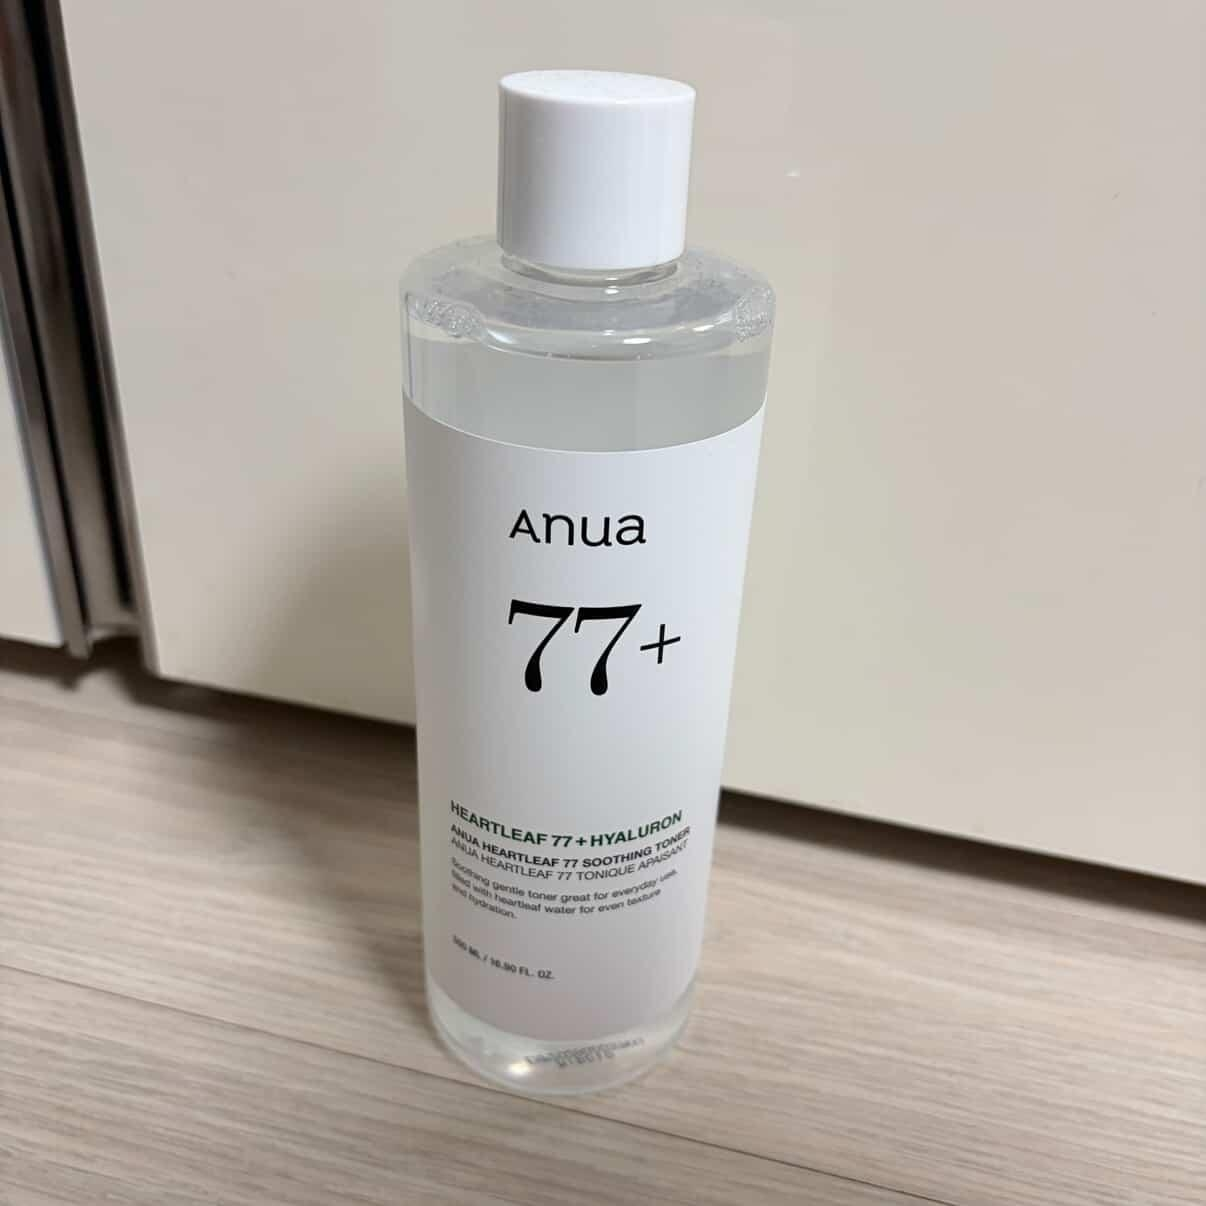 Anua
77+
HEARTLEAF 77+HYALURON
ANUA HEARTLEAF 77 SOOTHING TONER
ANUA HEARTLEAF 77 TONIQUE APAISANT
Soothing gentle toner great for everyday use,
filled with heartleaf water for even texture
and hydration.
500 ML / 16.90 FL. OZ.